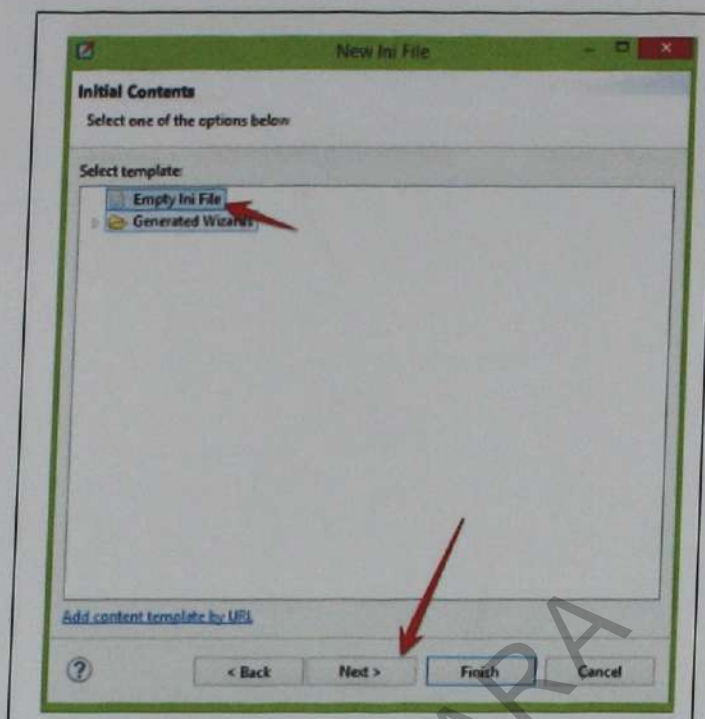 New Ini File
Initial Contents
Select one of the options below
Select template:
Empty Ini File
Generated Wizards
Add content template by URL
< Back
Next >
Finish
Cancel
ARA